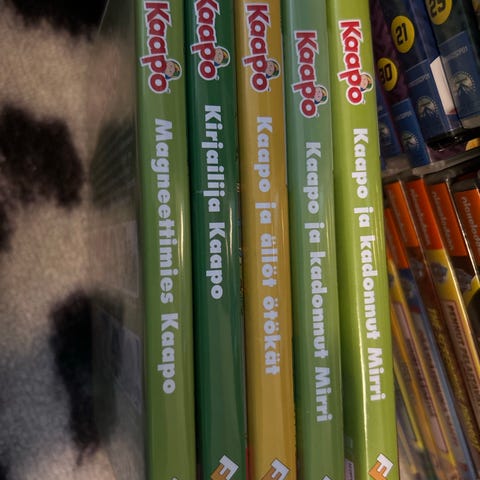 Kaapo
Magneettimies Kaapo
Kaapo
Kirjailija Kaapo
Kaapo
Kaapo ja ällöt ötökät
Kaapo
Kaapo ja kadonnut Mirri
Kaapo
Kaapo ja kadonnut Mirri
20
21
nickelodeon